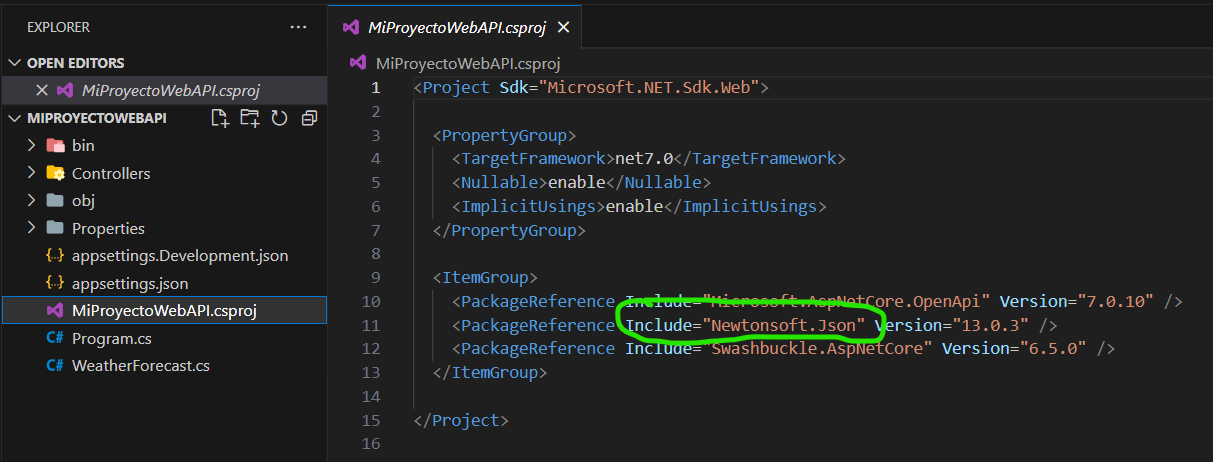 EXPLORER ...
OPEN EDITORS
MiProyectoWebAPI.csproj
MIPROYECTOWEBAPI
bin
Controllers
obj
Properties
{..} appsettings.Development.json
{..} appsettings.json
MiProyectoWebAPI.csproj
C# Program.cs
C# WeatherForecast.cs
MiProyectoWebAPI.csproj
MiProyectoWebAPI.csproj
1 <Project Sdk="Microsoft.NET.Sdk.Web">
2
3 <PropertyGroup>
4 <TargetFramework>net7.0</TargetFramework>
5 <Nullable>enable</Nullable>
6 <ImplicitUsings>enable</ImplicitUsings>
7 </PropertyGroup>
8
9 <ItemGroup>
10 <PackageReference Include="Microsoft.AspNetCore.OpenApi" Version="7.0.10" />
11 <PackageReference Include="Newtonsoft.Json" Version="13.0.3" />
12 <PackageReference Include="Swashbuckle.AspNetCore" Version="6.5.0" />
13 </ItemGroup>
14
15 </Project>
16